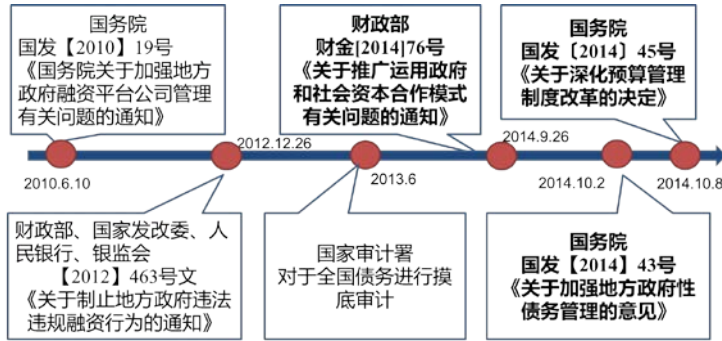 国务院
国发【2010】19号
《国务院关于加强地方
政府融资平台公司管理
有关问题的通知》
财政部
财金[2014]76号
《关于推广运用政府
和社会资本合作模式
有关问题的通知》
国务院
国发〔2014〕45号
《关于深化预算管理
制度改革的决定》
2012.12.26
2014.9.26
2010.6.10
2013.6
2014.10.2
2014.10.8
财政部、国家发改委、人
民银行、银监会
【2012】463号文
《关于制止地方政府违法
违规融资行为的通知》
国家审计署
对于全国债务进行摸
底审计
国务院
国发【2014】43号
《关于加强地方政府性
债务管理的意见》